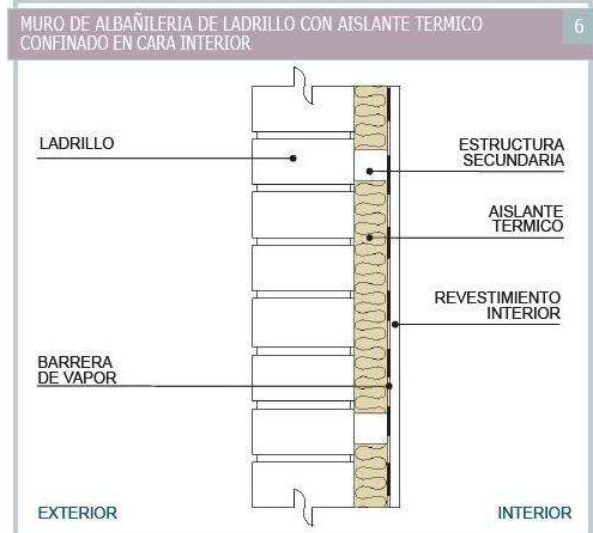 MURO DE ALBAÑILERIA DE LADRILLO CON AISLANTE TERMICO
CONFINADO EN CARA INTERIOR
6
LADRILLO
ESTRUCTURA
SECUNDARIA
AISLANTE
TERMICO
REVESTIMIENTO
INTERIOR
BARRERA
DE VAPOR
EXTERIOR
INTERIOR